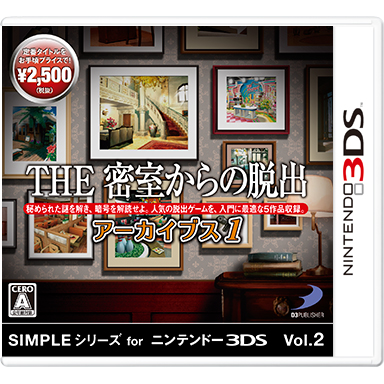 定番タイトルを
お手頃プライスで!
¥2,500
(税抜)
NINTENDO3DS
THE 密室からの脱出
秘められた謎を解き、暗号を解読せよ。人気の脱出ゲームを、入門に最適な5作品収録。
アーカイブス1
CERO
A
全年齢対象
D3PUBLISHER
SIMPLEシリーズ for ニンテンドー3DS Vol.2